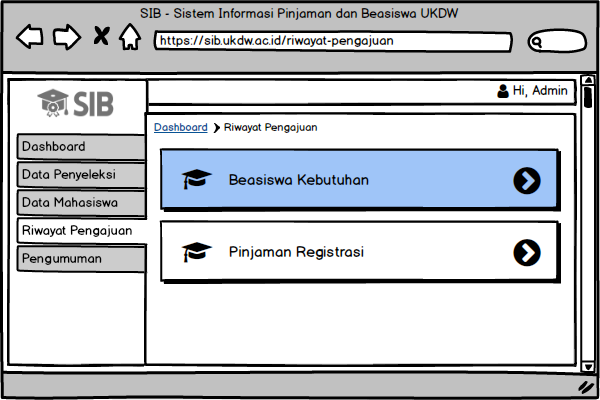 SIB - Sistem Informasi Pinjaman dan Beasiswa UKDW
https://sib.ukdw.ac.id/riwayat-pengajuan
Hi, Admin
SIB
Dashboard
Data Penyeleksi
Data Mahasiswa
Riwayat Pengajuan
Pengumuman
Dashboard Riwayat Pengajuan
Beasiswa Kebutuhan
Pinjaman Registrasi